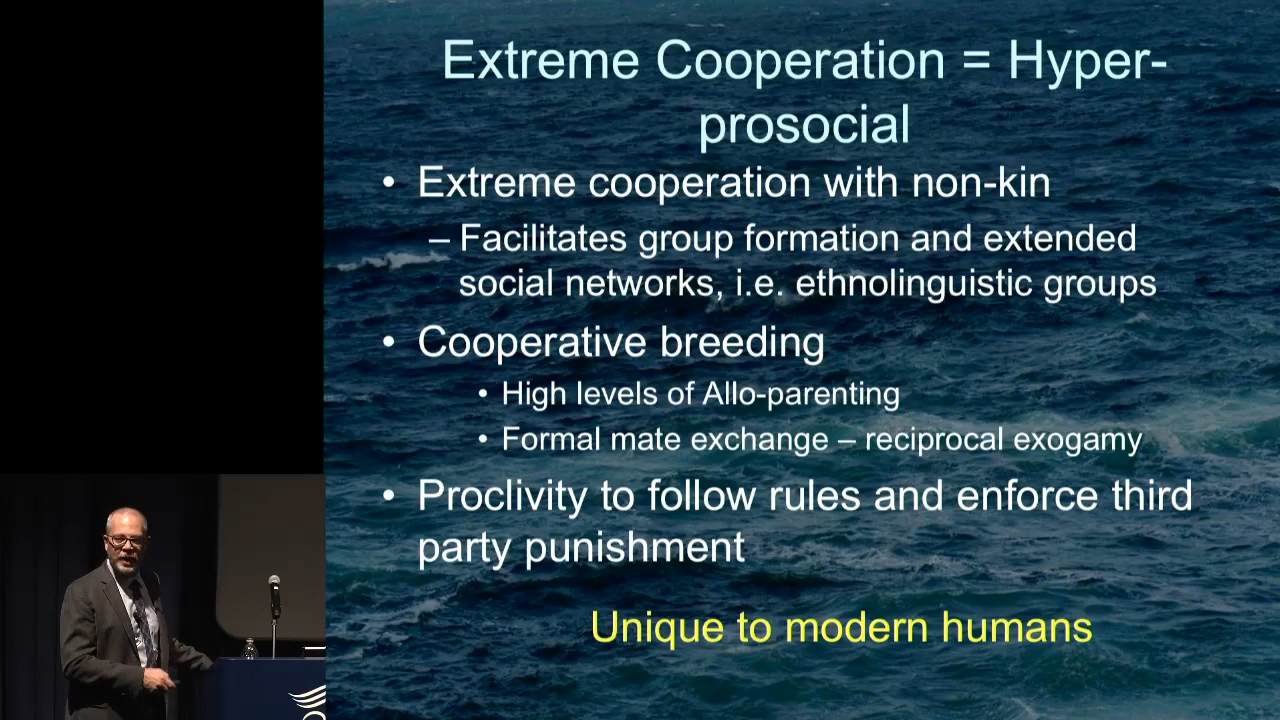 Extreme Cooperation = Hyper-
prosocial
• Extreme cooperation with non-kin
– Facilitates group formation and extended
social networks, i.e. ethnolinguistic groups
• Cooperative breeding
• High levels of Allo-parenting
• Formal mate exchange – reciprocal exogamy
• Proclivity to follow rules and enforce third
party punishment
Unique to modern humans